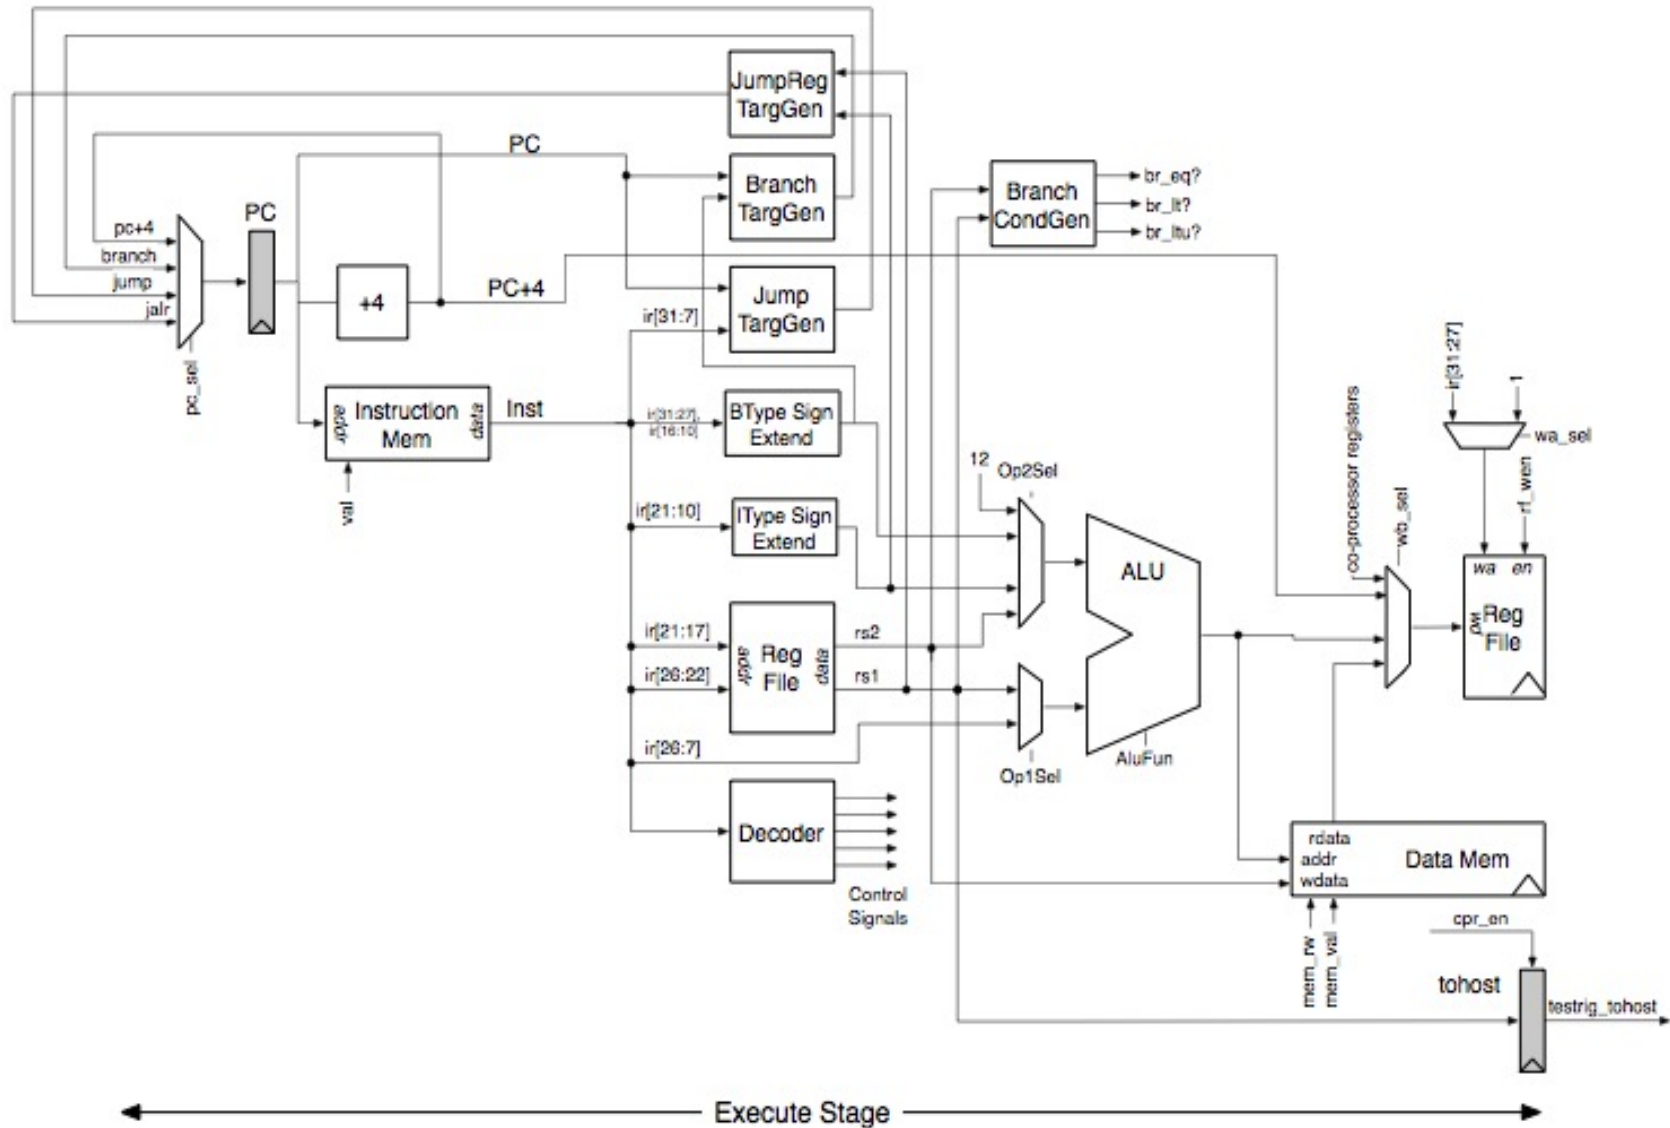 JumpReg
TargGen
PC
Branch
TargGen
Branch
CondGen
br_eq?
br_lt?
br_ltu?
PC
pc+4
branch
jump
jalr
pc_sel
+4
PC+4
Jump
TargGen
ir[31:7]
Instruction
Mem
addr
data
val
Inst
ir[31:27],
ir[16:10]
BType Sign
Extend
ir[21:10]
IType Sign
Extend
12
Op2Sel
ALU
AluFun
ir[21:17]
ir[26:22]
addr
Reg
File
data
rs2
rs1
ir[26:7]
Op1Sel
Decoder
Control
Signals
ir[31:27]
1
wa_sel
rf_wen
co-processor registers
wb_sel
wa en
wd
Reg
File
rdata
addr
wdata
Data Mem
mem_rw
mem_val
cpr_en
tohost
testrig_tohost
Execute Stage